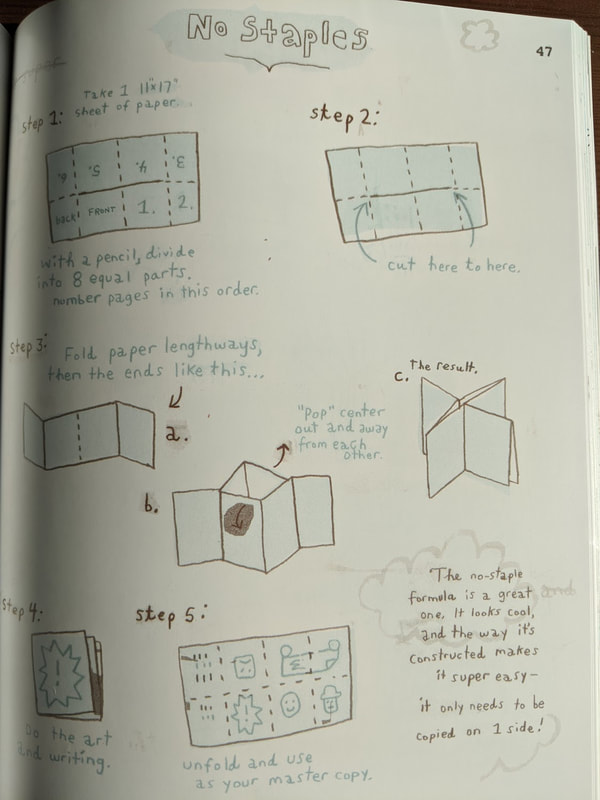 No Staples
47
step 1:
Take 1 11"x17"
sheet of paper...
6. 5. 4. 3.
back FRONT 1. 2.
with a pencil, divide
into 8 equal parts.
number pages in this order.
step 2:
cut here to here.
step 3:
Fold paper lengthways,
then the ends like this...
a.
b.
"Pop" center
out and away
from each
other.
c. The result.
step 4:
Do the art
and writing.
step 5:
unfold and use
as your master copy.
The no-staple
formula is a great
one. It looks cool,
and the way it's
constructed makes
it super easy—
it only needs to be
copied on 1 side!